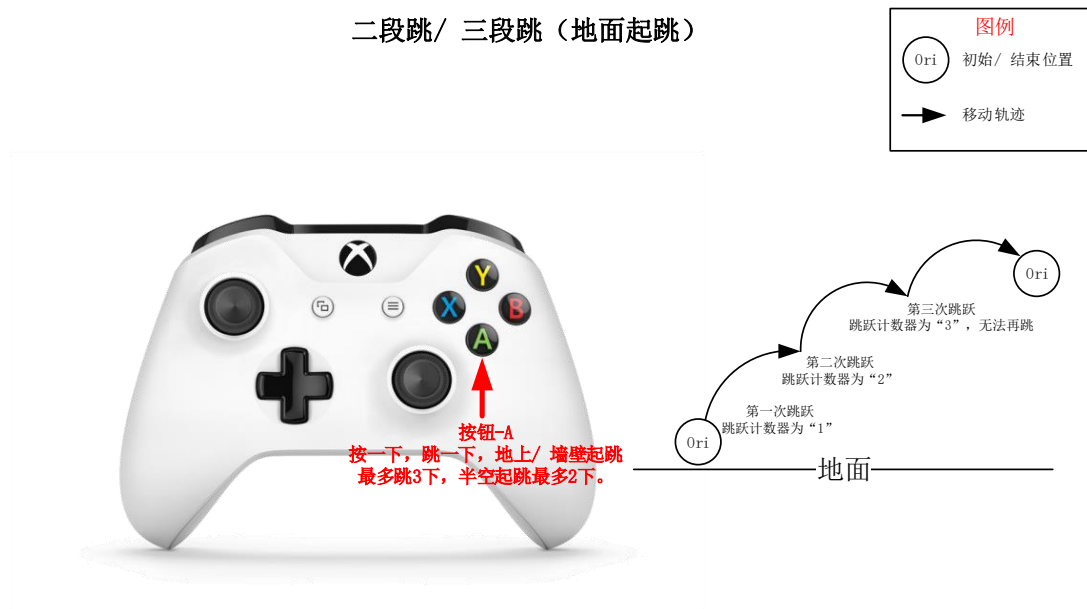 二段跳/ 三段跳（地面起跳）
图例
Ori
初始/ 结束位置
移动轨迹
Y
X
B
A
按钮-A
按一下，跳一下，地上/ 墙壁起跳
最多跳3下，半空起跳最多2下。
Ori
第三次跳跃
跳跃计数器为“3”，无法再跳
第二次跳跃
跳跃计数器为“2”
第一次跳跃
跳跃计数器为“1”
Ori
地面